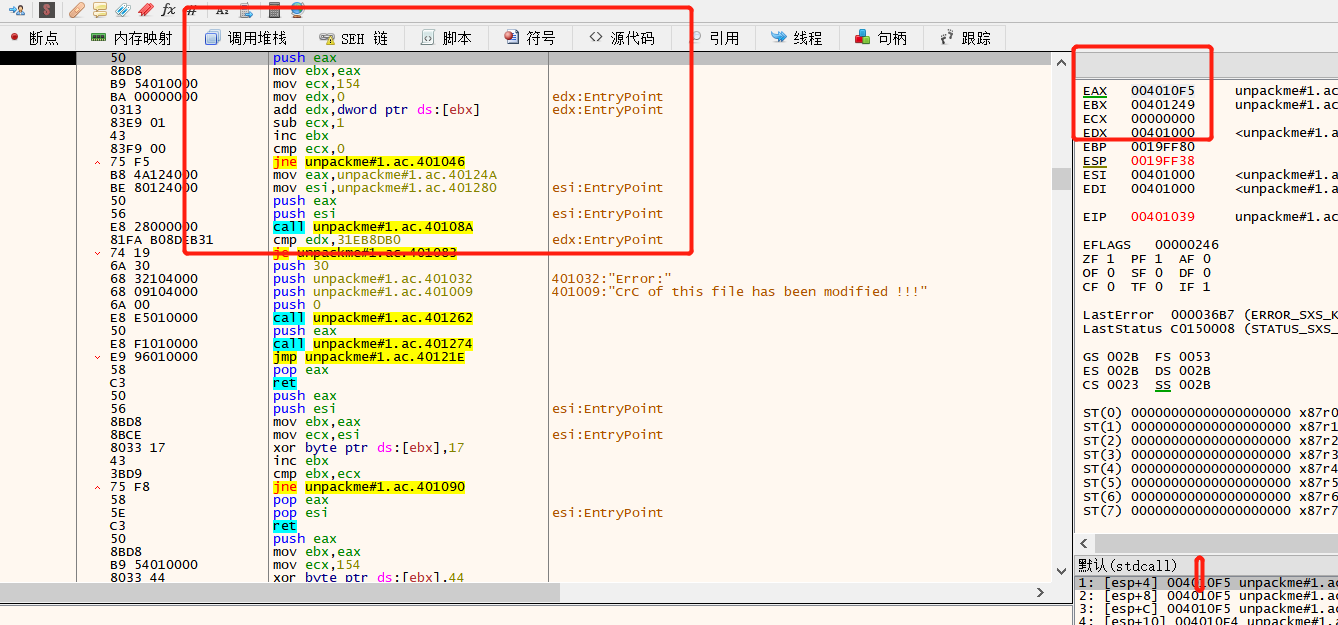 fx # A2
断点 内存映射 调用堆栈 SEH 链 脚本 符号 源代码 引用 线程 句柄 跟踪
50 push eax
8BD8 mov ebx,eax
B9 54010000 mov ecx,154
BA 00000000 mov edx,0 edx:EntryPoint
0313 add edx,dword ptr ds:[ebx] edx:EntryPoint
83E9 01 sub ecx,1
43 inc ebx
83F9 00 cmp ecx,0
75 F5 jne unpackme#1.ac.401046
B8 4A124000 mov eax,unpackme#1.ac.40124A
BE 80124000 mov esi,unpackme#1.ac.401280 esi:EntryPoint
50 push eax
56 push esi esi:EntryPoint
E8 28000000 call unpackme#1.ac.40108A
81FA B08DEB31 cmp edx,31EB8DB0 edx:EntryPoint
74 19 je unpackme#1.ac.401083
6A 30 push 30
68 32104000 push unpackme#1.ac.401032 401032:"Error:"
68 09104000 push unpackme#1.ac.401009 401009:"CrC of this file has been modified !!!"
6A 00 push 0
E8 E5010000 call unpackme#1.ac.401262
50 push eax
E8 F1010000 call unpackme#1.ac.401274
E9 96010000 jmp unpackme#1.ac.40121E
58 pop eax
C3 ret
50 push eax
56 push esi esi:EntryPoint
8BD8 mov ebx,eax
8BCE mov ecx,esi esi:EntryPoint
8033 17 xor byte ptr ds:[ebx],17
43 inc ebx
3BD9 cmp ebx,ecx
75 F8 jne unpackme#1.ac.401090
58 pop eax
5E pop esi esi:EntryPoint
C3 ret
50 push eax
8BD8 mov ebx,eax
B9 54010000 mov ecx,154
8033 44 xor byte ptr ds:[ebx],44
EAX 004010F5 unpackme#1.a
EBX 00401249 unpackme#1.a
ECX 00000000
EDX 00401000 <unpackme#1.a
EBP 0019FF80
ESP 0019FF38
ESI 00401000 <unpackme#1.a
EDI 00401000 <unpackme#1.a
EIP 00401039 unpackme#1.a
EFLAGS 00000246
ZF 1 PF 1 AF 0
OF 0 SF 0 DF 0
CF 0 TF 0 IF 1
LastError 000036B7 (ERROR_SXS_K
LastStatus C0150008 (STATUS_SXS_
GS 002B FS 0053
ES 002B DS 002B
CS 0023 SS 002B
ST(0) 00000000000000000000 x87r0
ST(1) 00000000000000000000 x87r1
ST(2) 00000000000000000000 x87r2
ST(3) 00000000000000000000 x87r3
ST(4) 00000000000000000000 x87r4
ST(5) 00000000000000000000 x87r5
ST(6) 00000000000000000000 x87r6
ST(7) 00000000000000000000 x87r7
默认(stdcall)
1: [esp+4] 004010F5 unpackme#1.a
2: [esp+8] 004010F5 unpackme#1.a
3: [esp+C] 004010F5 unpackme#1.a
4: [esp+10] 004010F4 unpackme#1.